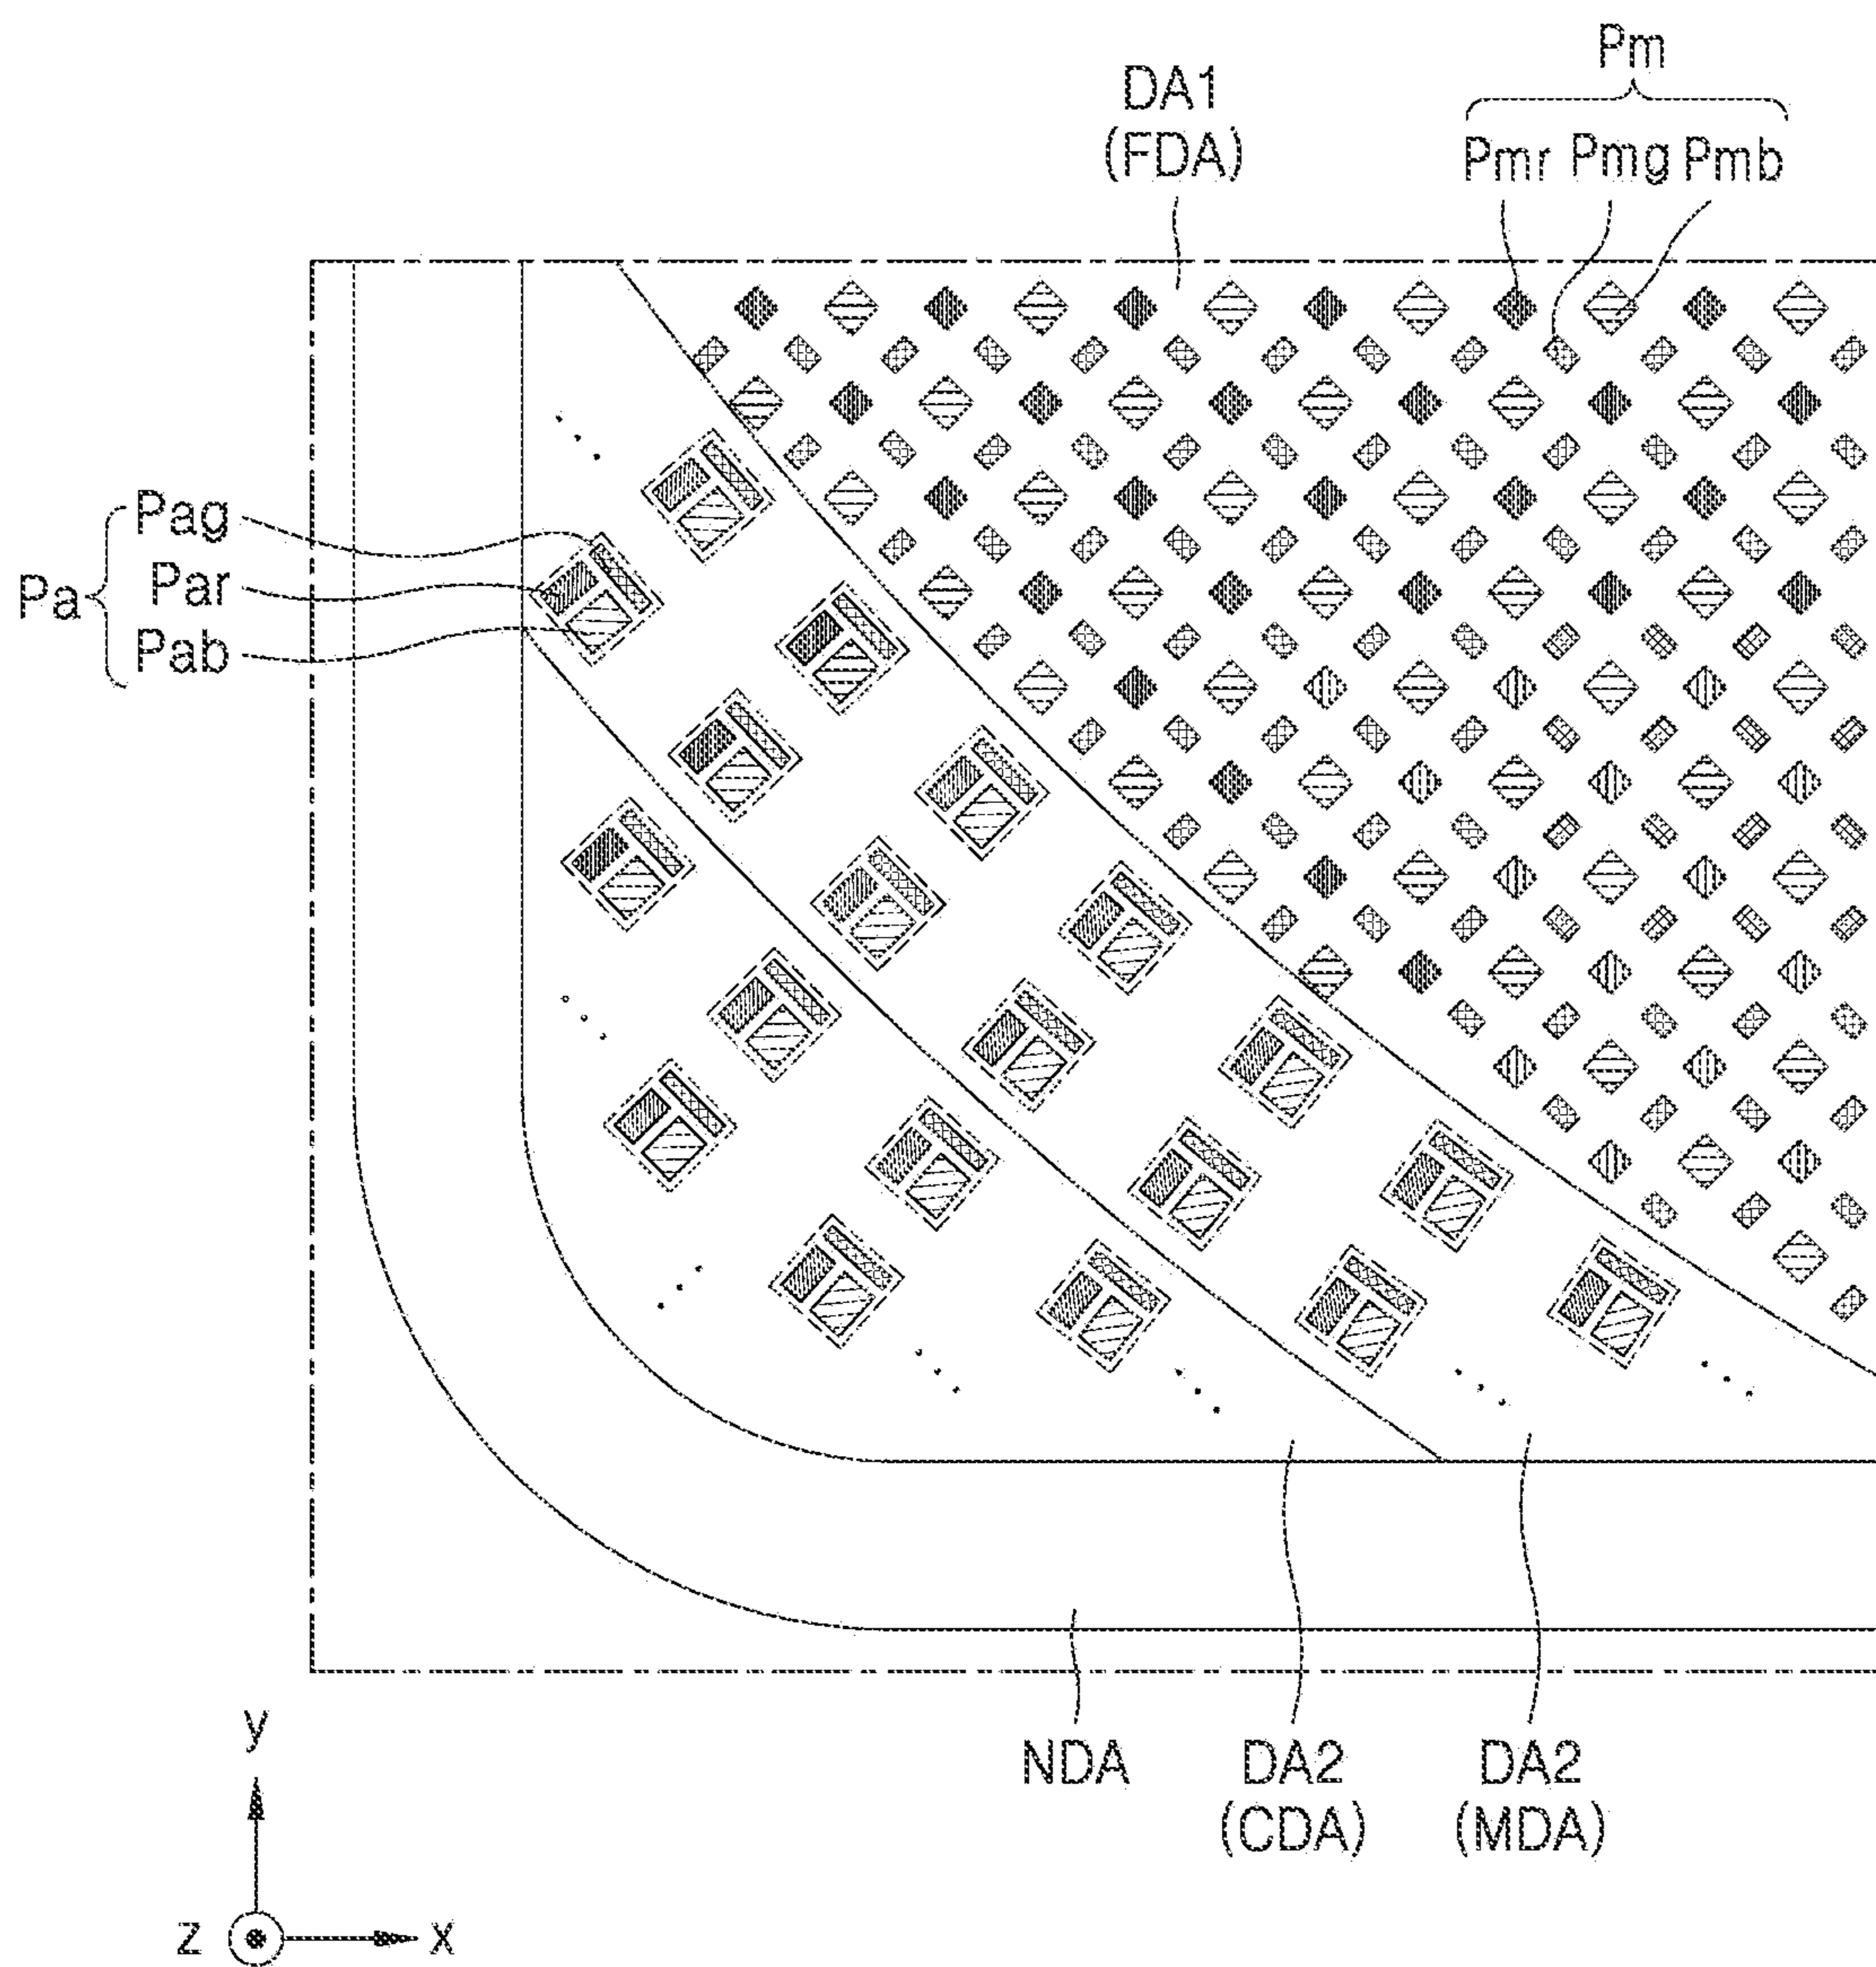 Pm
DA1
(FDA)
Pmr Pmg Pmb
Pag
Par
Pab
Pa
NDA
DA2
(CDA)
DA2
(MDA)
y
z
x